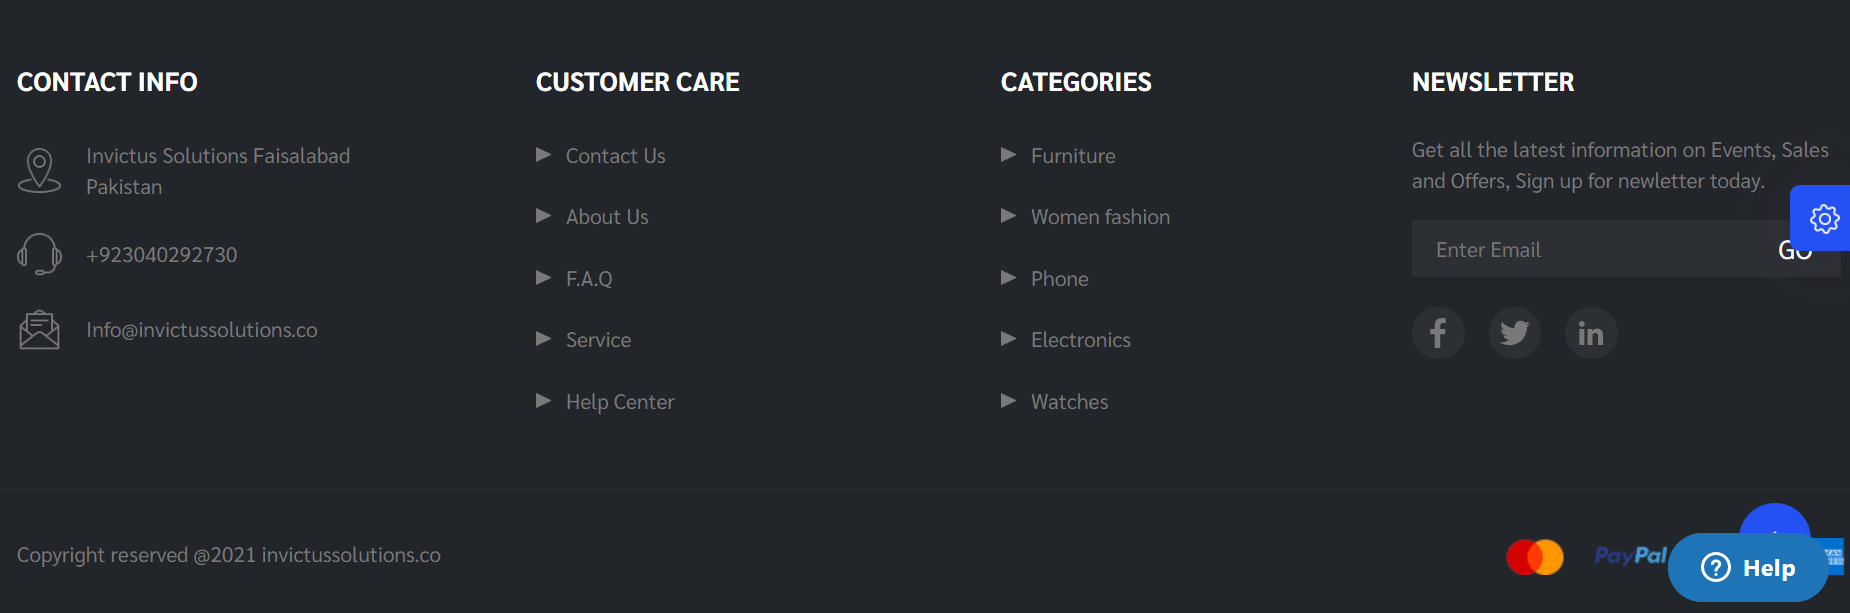 CONTACT INFO
Invictus Solutions Faisalabad
Pakistan
+923040292730
Info@invictussolutions.co
CUSTOMER CARE
Contact Us
About Us
F.A.Q
Service
Help Center
CATEGORIES
Furniture
Women fashion
Phone
Electronics
Watches
NEWSLETTER
Get all the latest information on Events, Sales
and Offers, Sign up for newletter today.
Enter Email
GO
Copyright reserved @2021 invictussolutions.co
PayPal
Help